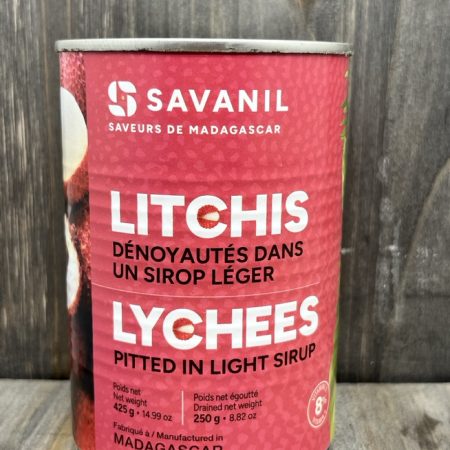 SAVANIL
SAVEURS DE MADAGASCAR
LITCHIS
DÉNOYAUTÉS DANS
UN SIROP LÉGER
LYCHEES
PITTED IN LIGHT SIRUP
Poids net
Net weight
425 g • 14.99 oz
Poids net égoutté
Drained net weight
250 g • 8.82 oz
8%
Fabriqué à / Manufactured in
MADAGASCAR